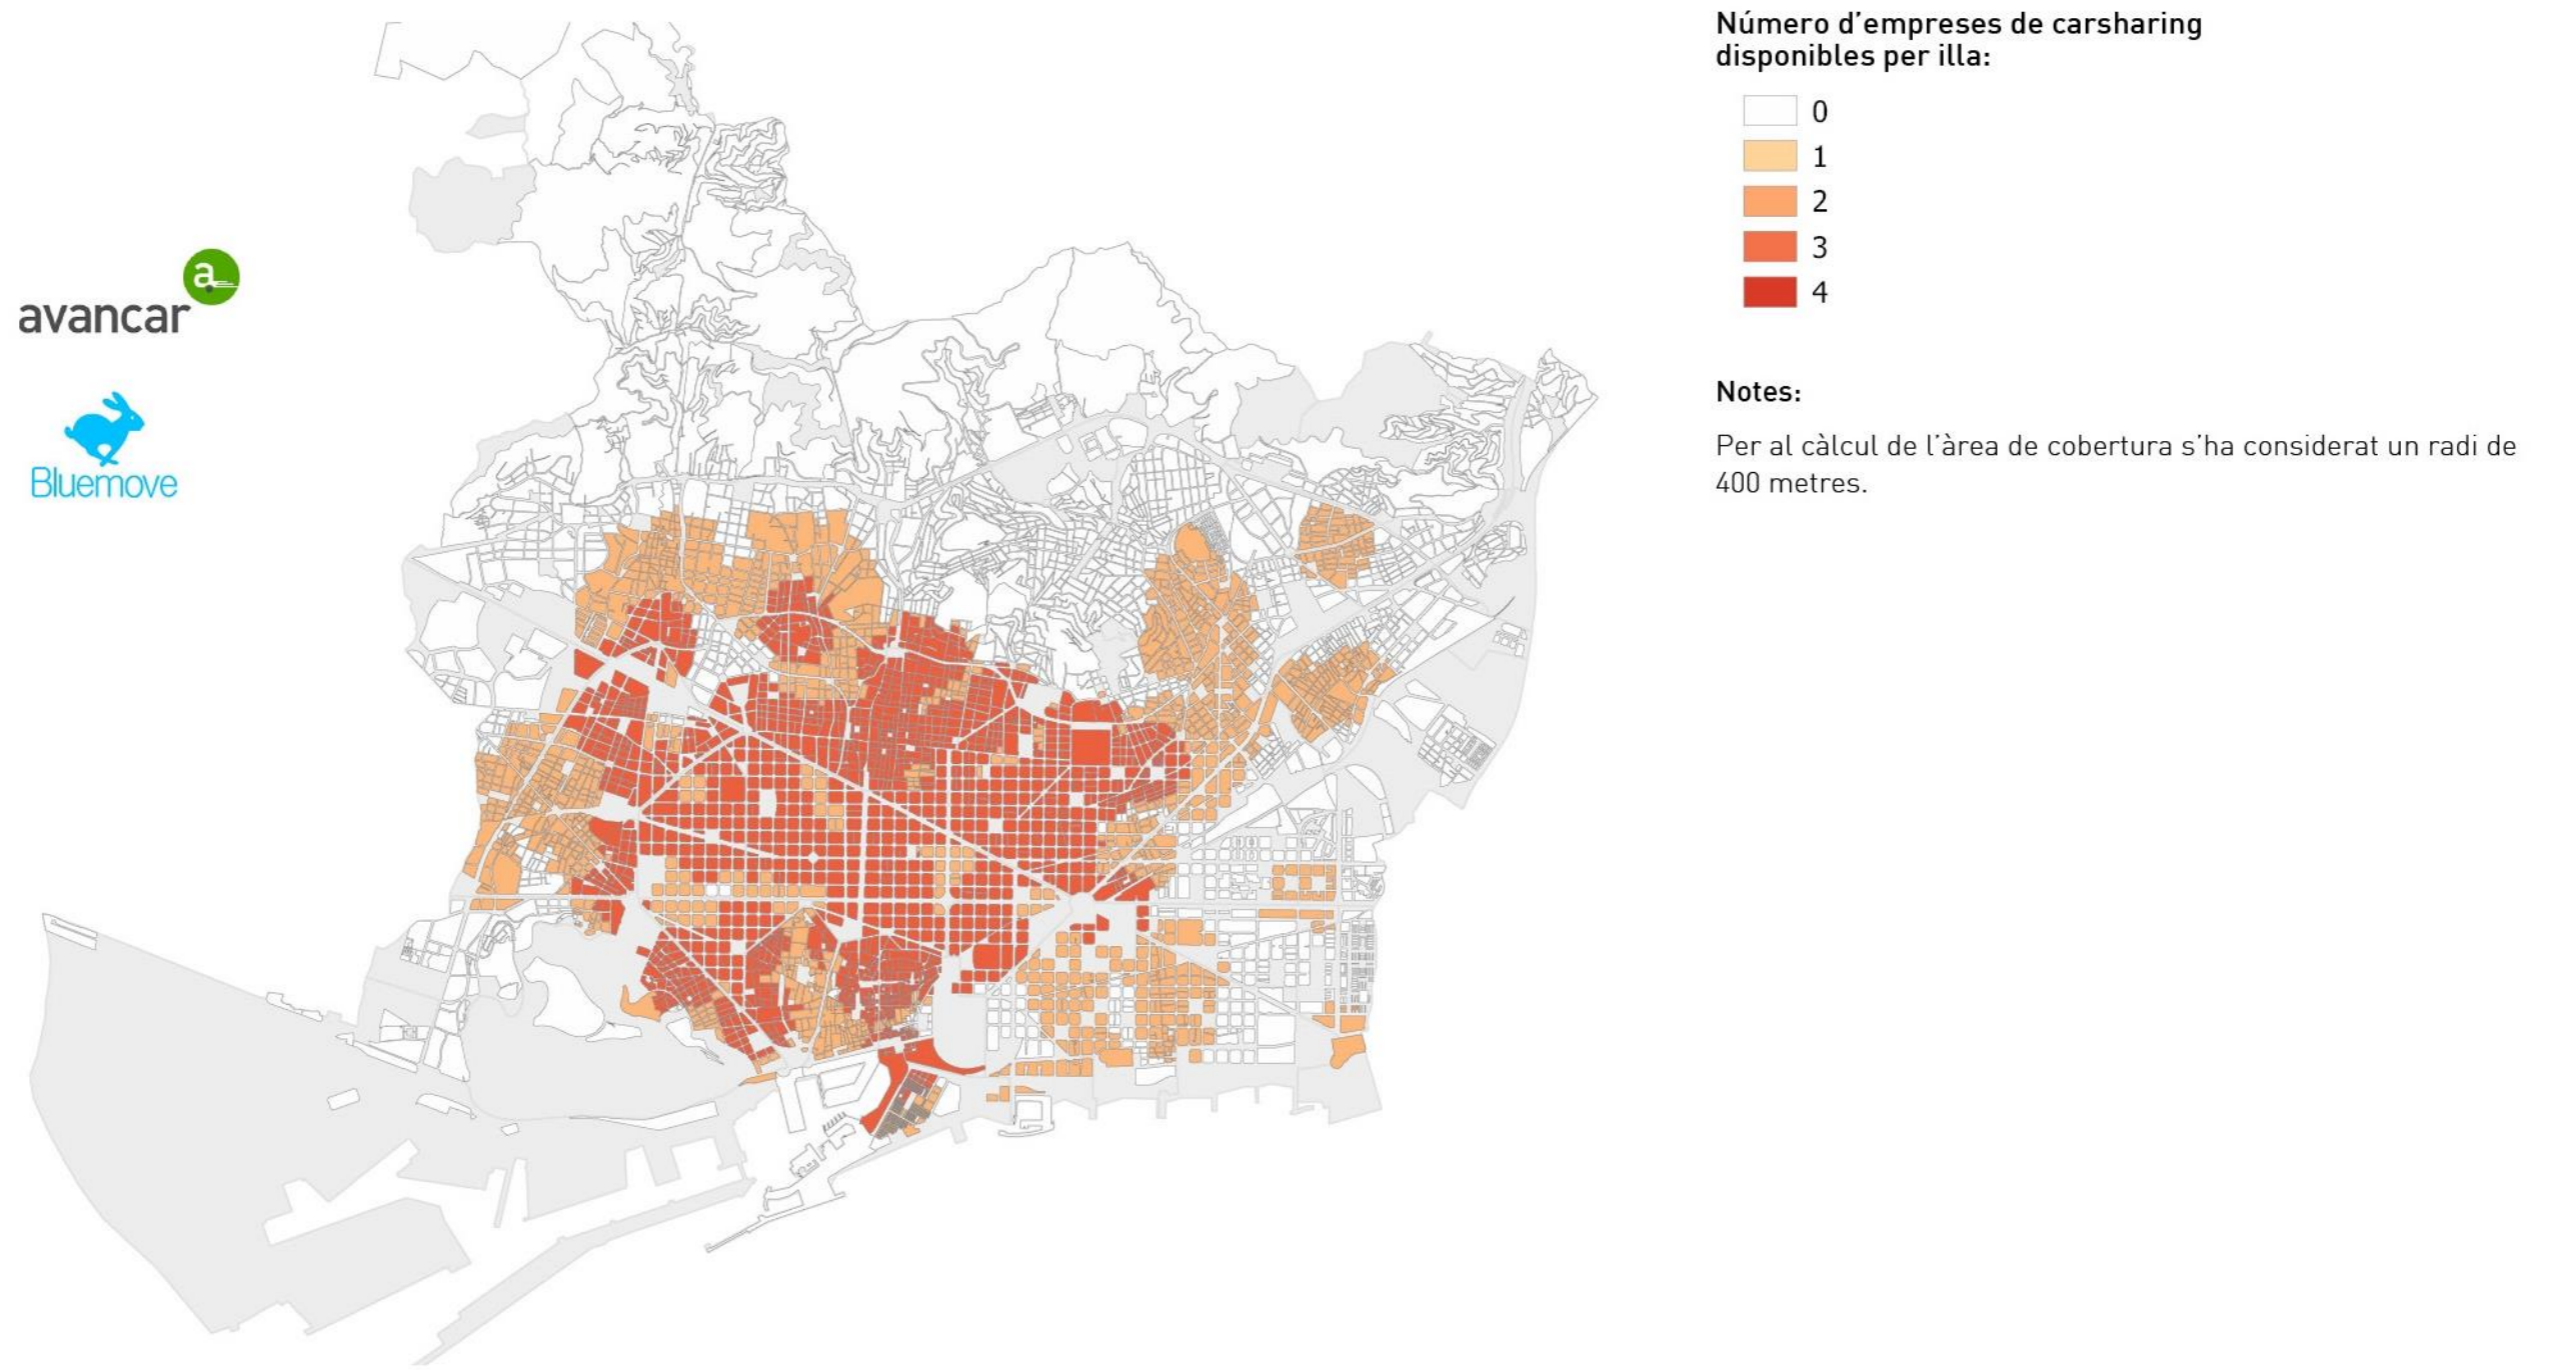 Número d’empreses de carsharing
disponibles per illa:
0
1
2
3
4
Notes:
Per al càlcul de l’àrea de cobertura s’ha considerat un radi de
400 metres.
a
avancar
Bluemove